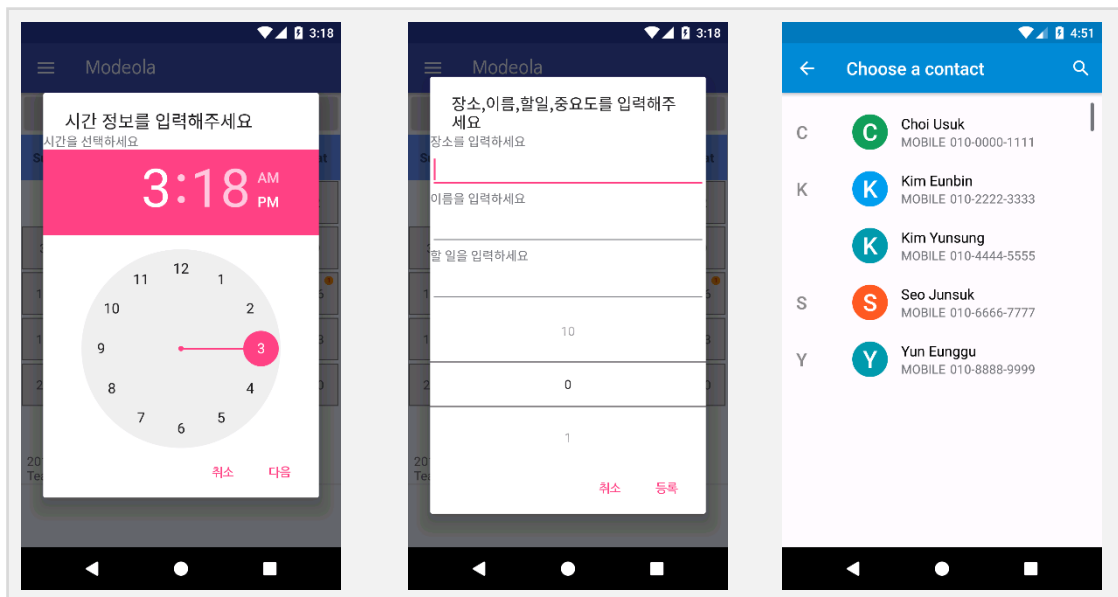 3:18
Modeola
시간 정보를 입력해주세요
시간을 선택하세요
3:18
AM
PM
12
11
1
10
2
9
3
8
4
7
5
6
취소
다음
3:18
Modeola
장소,이름,할일,중요도를 입력해주
세요
장소를 입력하세요
이름을 입력하세요
할 일을 입력하세요
10
0
1
취소
등록
4:51
Choose a contact
C
C
Choi Usuk
MOBILE 010-0000-1111
K
K
Kim Eunbin
MOBILE 010-2222-3333
K
Kim Yunsung
MOBILE 010-4444-5555
S
S
Seo Junsuk
MOBILE 010-6666-7777
Y
Y
Yun Eunggu
MOBILE 010-8888-9999